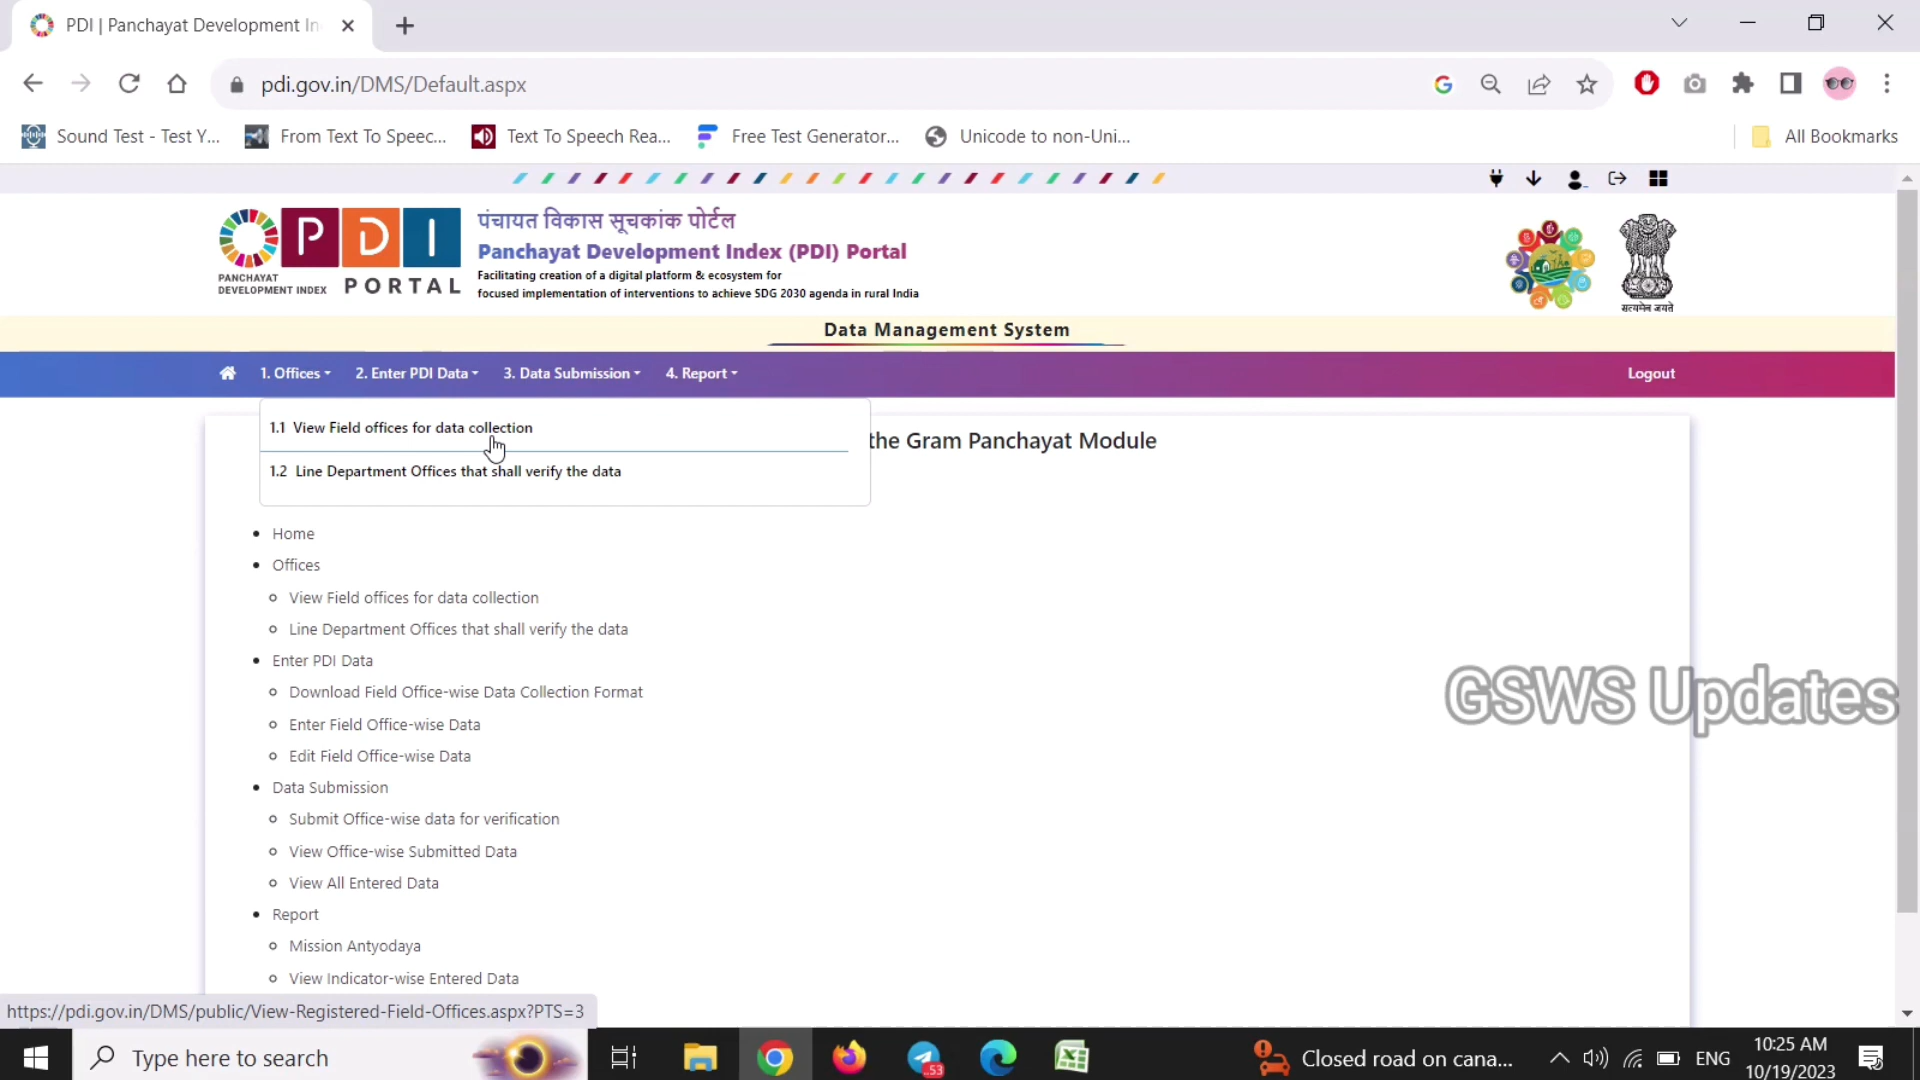 PDI | Panchayat Development In
pdi.gov.in/DMS/Default.aspx
Sound Test - Test Y...
From Text To Speec...
Text To Speech Rea...
Free Test Generator...
Unicode to non-Uni...
All Bookmarks
PDI
PANCHAYAT
DEVELOPMENT INDEX
PORTAL
पंचायत विकास सूचकांक पोर्टल
Panchayat Development Index (PDI) Portal
Facilitating creation of a digital platform & ecosystem for
focused implementation of interventions to achieve SDG 2030 agenda in rural India
सत्यमेव जयते
Data Management System
1. Offices
2. Enter PDI Data
3. Data Submission
4. Report
Logout
1.1 View Field offices for data collection
1.2 Line Department Offices that shall verify the data
the Gram Panchayat Module
Home
Offices
View Field offices for data collection
Line Department Offices that shall verify the data
Enter PDI Data
Download Field Office-wise Data Collection Format
Enter Field Office-wise Data
Edit Field Office-wise Data
Data Submission
Submit Office-wise data for verification
View Office-wise Submitted Data
View All Entered Data
Report
Mission Antyodaya
View Indicator-wise Entered Data
GSWS Updates
https://pdi.gov.in/DMS/public/View-Registered-Field-Offices.aspx?PTS=3
Type here to search
..53
Closed road on cana...
ENG
10:25 AM
10/19/2023